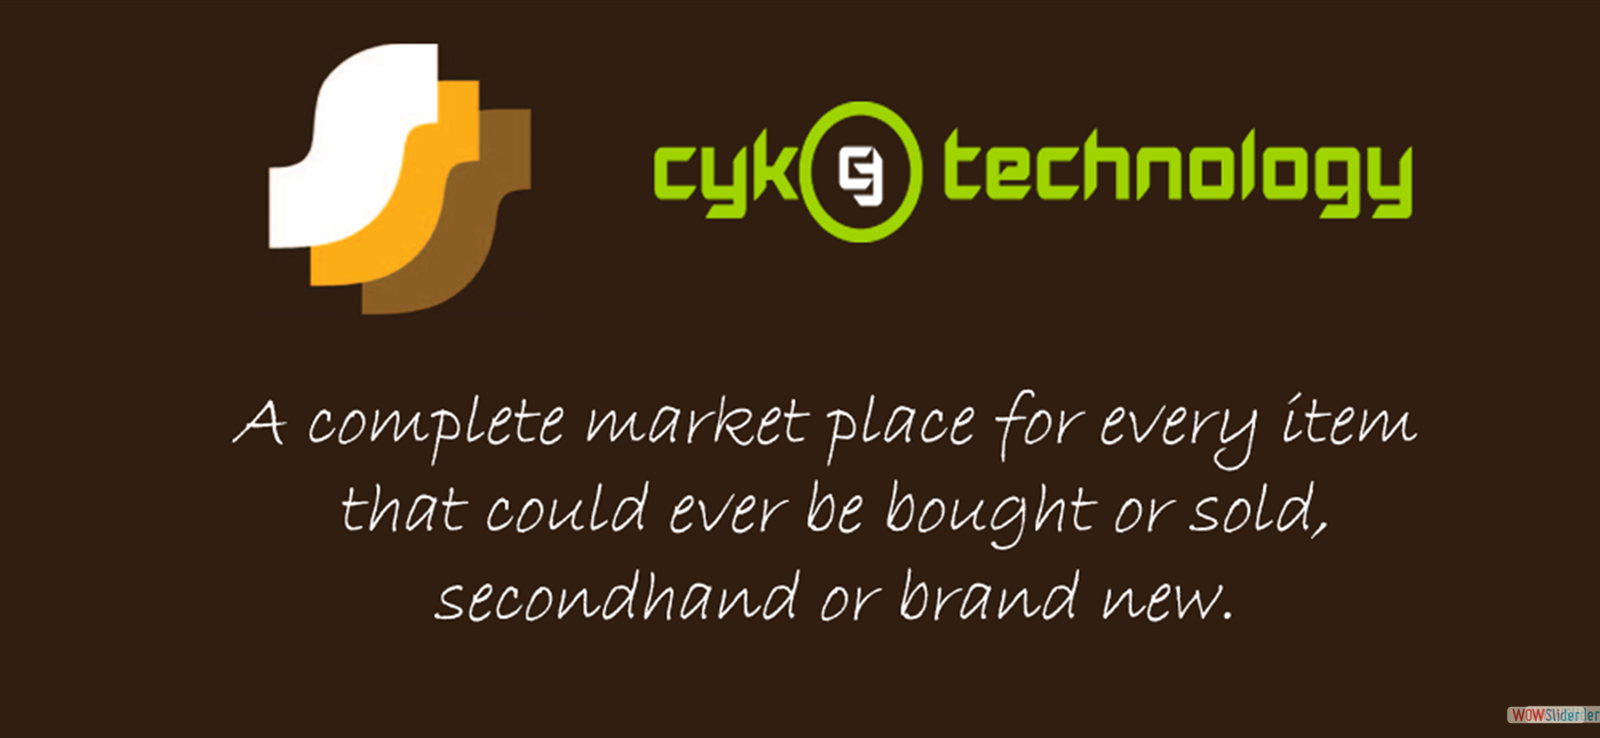 cyko technology
A complete market place for every item
that could ever be bought or sold,
secondhand or brand new.
WOWSlider